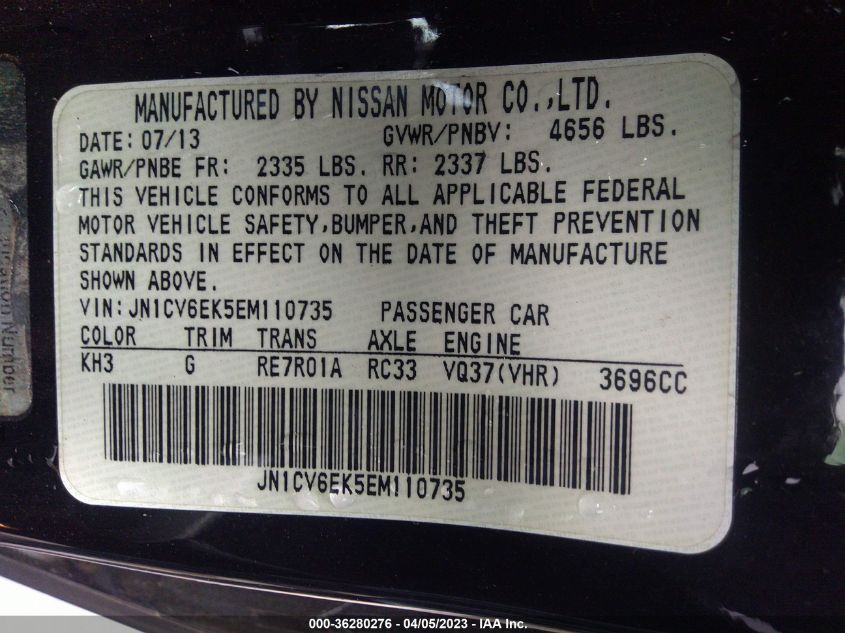 MANUFACTURED BY NISSAN MOTOR CO.,LTD.
DATE: 07/13 GVWR/PNBV: 4656 LBS.
GAWR/PNBE FR: 2335 LBS. RR: 2337 LBS.
THIS VEHICLE CONFORMS TO ALL APPLICABLE FEDERAL
MOTOR VEHICLE SAFETY,BUMPER,AND THEFT PREVENTION
STANDARDS IN EFFECT ON THE DATE OF MANUFACTURE
SHOWN ABOVE.
VIN:JN1CV6EK5EM110735 PASSENGER CAR
COLOR TRIM TRANS AXLE ENGINE
KH3 G RE7R01A RC33 VQ37(VHR) 3696CC
JN1CV6EK5EM110735
Number
000-36280276 - 04/05/2023 - IAA Inc.